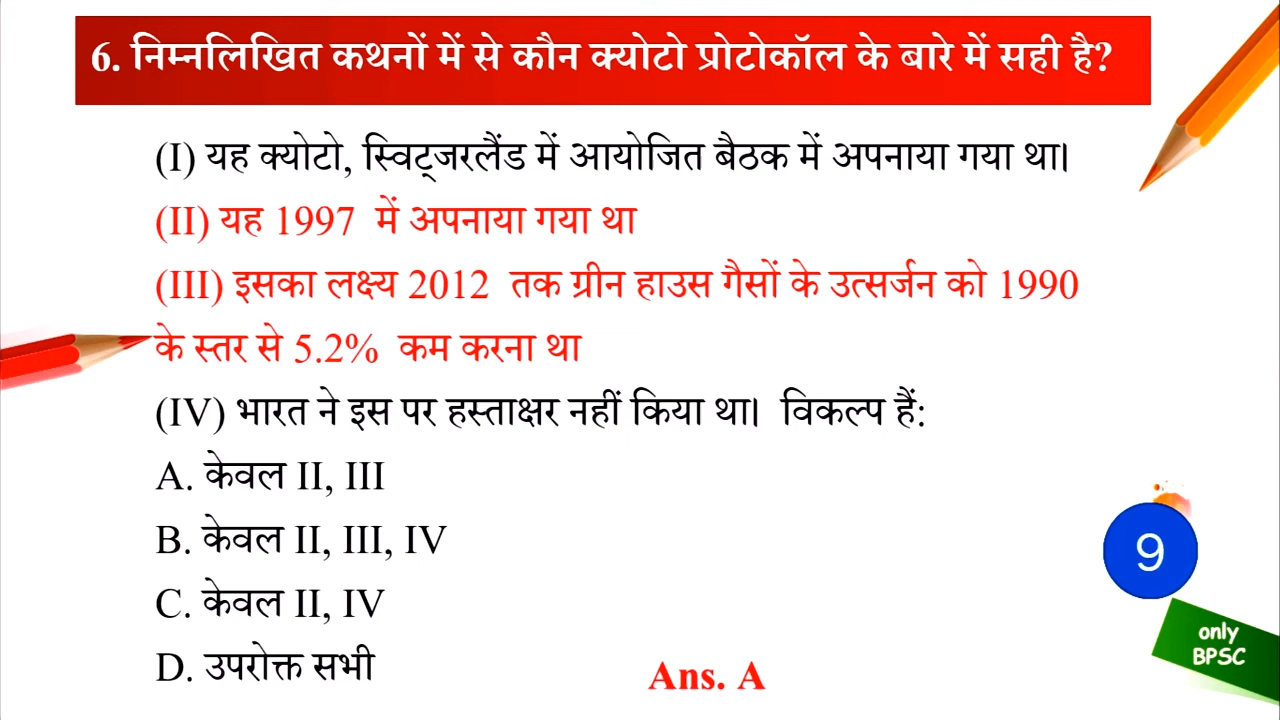 6. निम्नलिखित कथनों में से कौन क्योटो प्रोटोकॉल के बारे में सही है?
(I) यह क्योटो, स्विट्जरलैंड में आयोजित बैठक में अपनाया गया था।
(II) यह 1997 में अपनाया गया था
(III) इसका लक्ष्य 2012 तक ग्रीन हाउस गैसों के उत्सर्जन को 1990
के स्तर से 5.2% कम करना था
(IV) भारत ने इस पर हस्ताक्षर नहीं किया था। विकल्प हैं:
A. केवल II, III
B. केवल II, III, IV
9
C. केवल II, IV
only
BPSC
D. उपरोक्त सभी
Ans. A